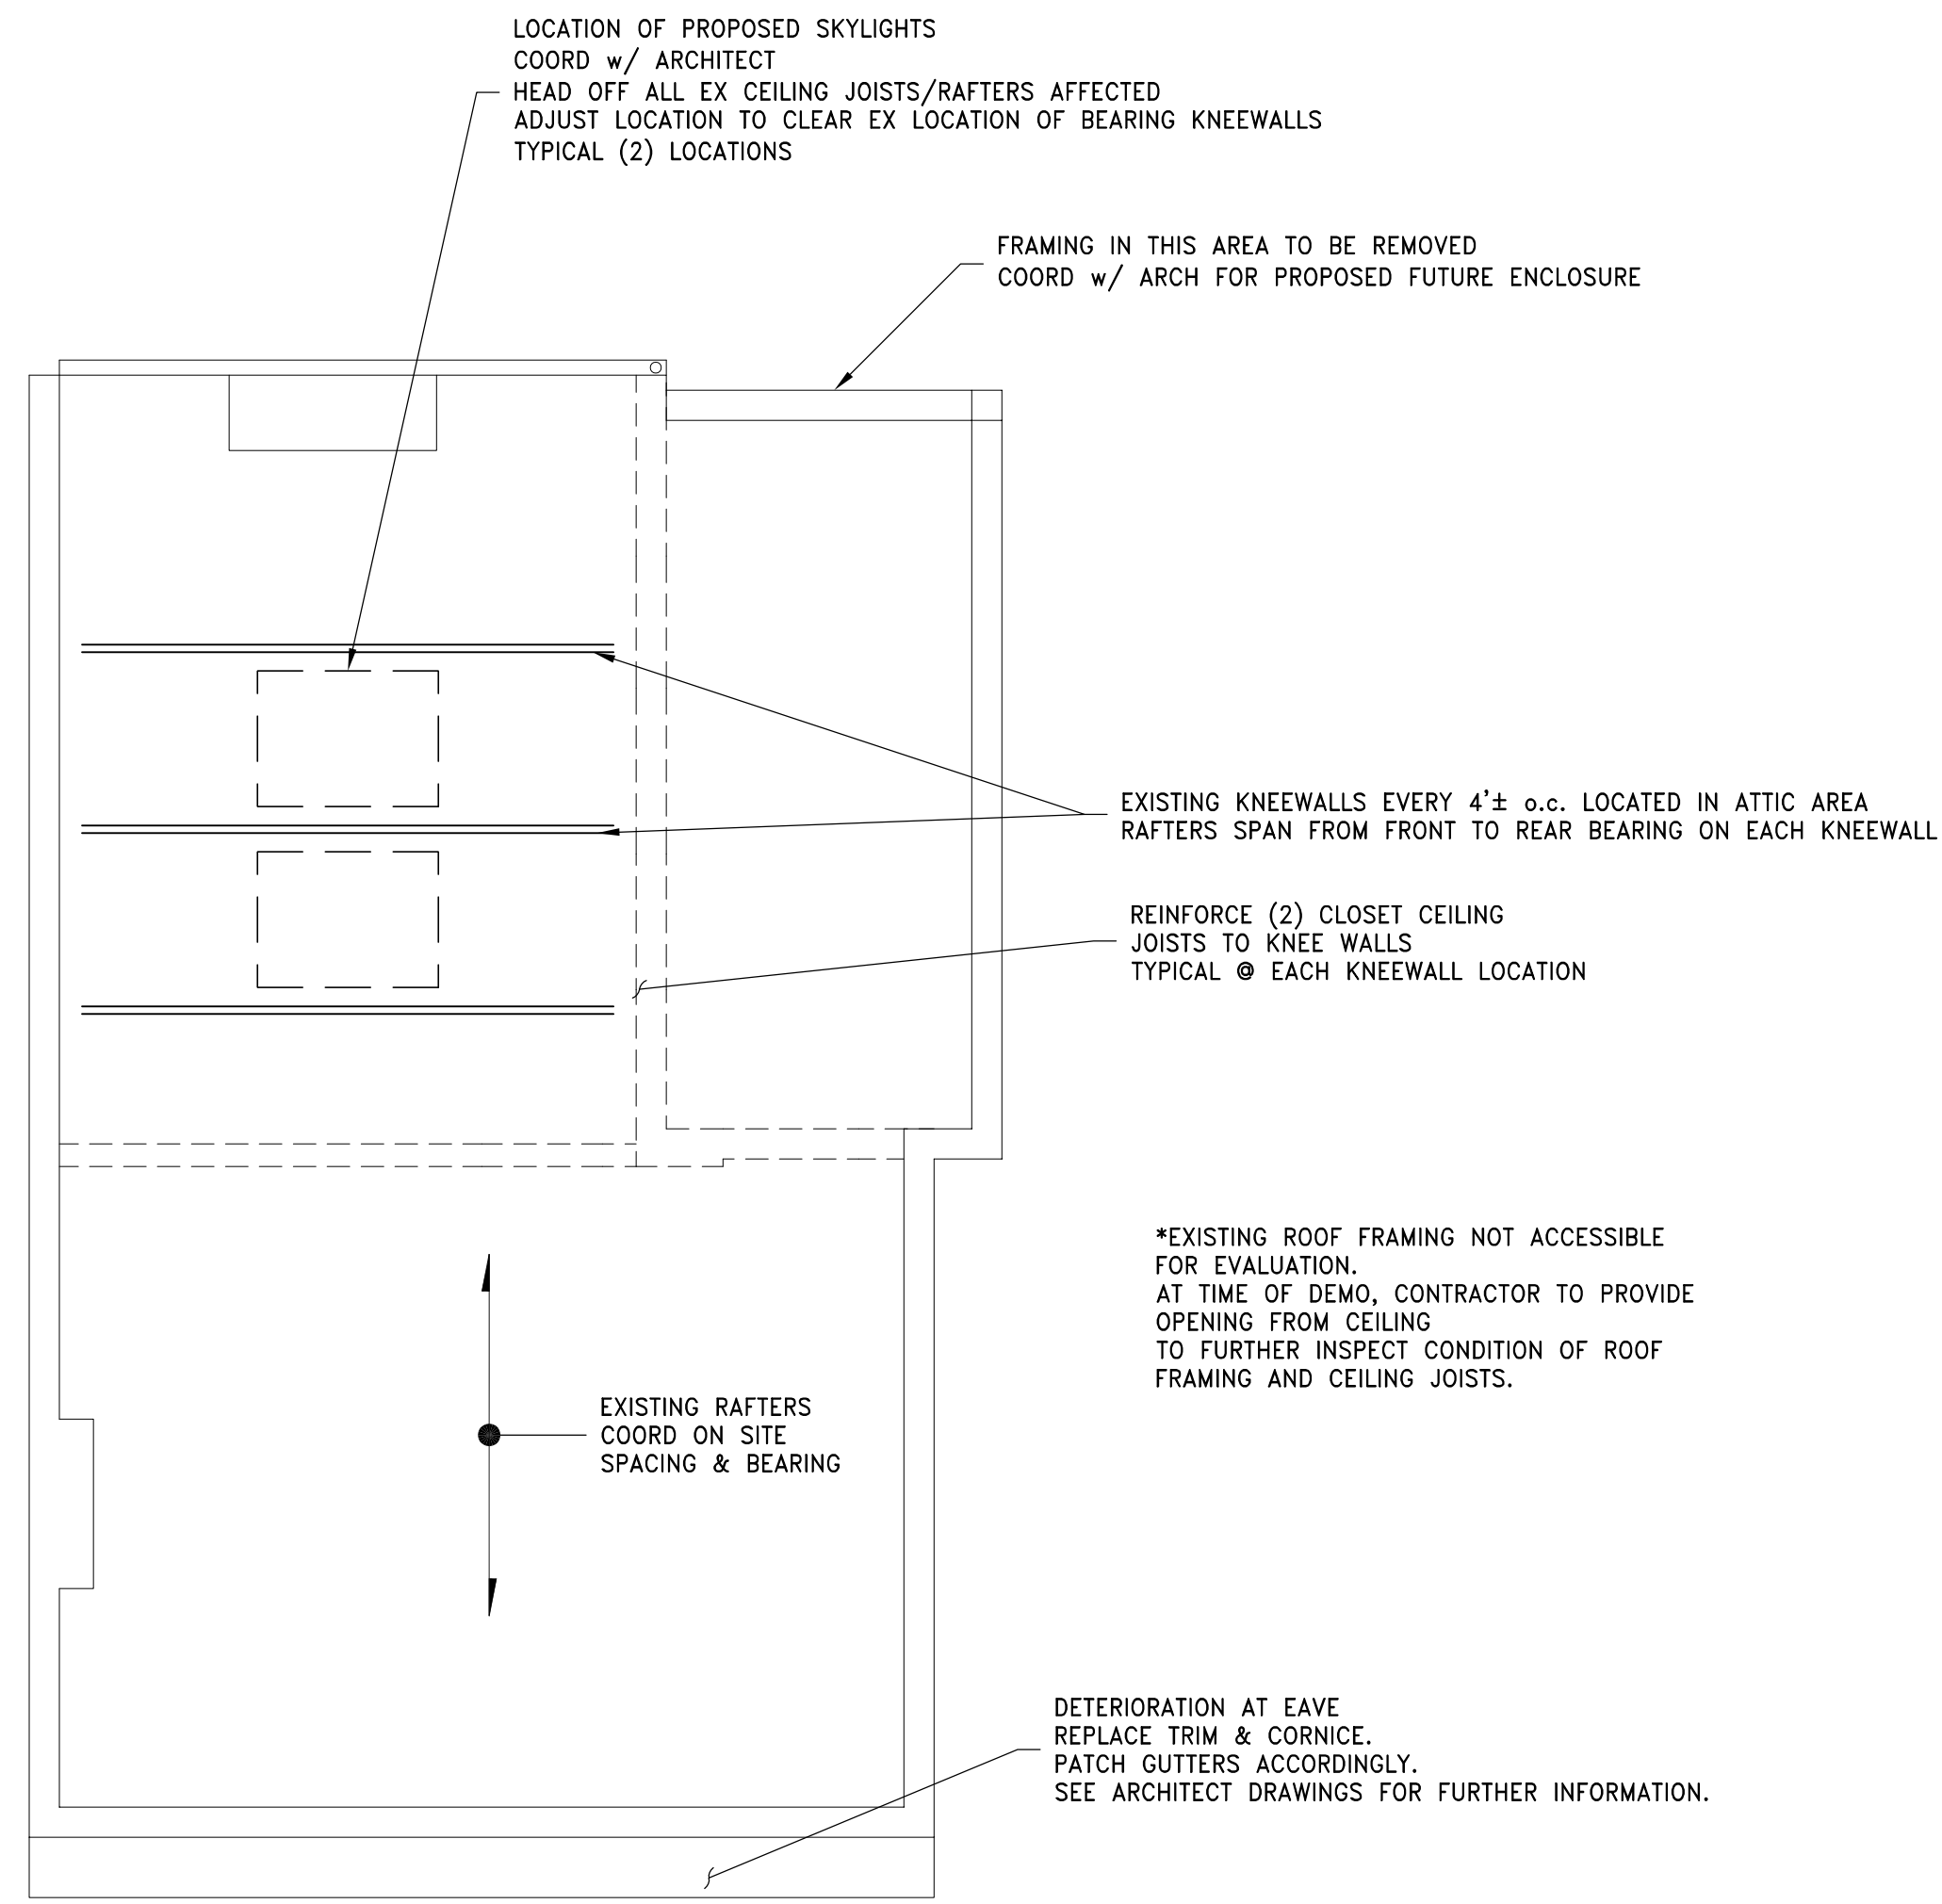 LOCATION OF PROPOSED SKYLIGHTS
COORD w/ ARCHITECT
HEAD OFF ALL EX CEILING JOISTS/RAFTERS AFFECTED
ADJUST LOCATION TO CLEAR EX LOCATION OF BEARING KNEEWALLS
TYPICAL (2) LOCATIONS
FRAMING IN THIS AREA TO BE REMOVED
COORD w/ ARCH FOR PROPOSED FUTURE ENCLOSURE
EXISTING KNEEWALLS EVERY 4'± o.c. LOCATED IN ATTIC AREA
RAFTERS SPAN FROM FRONT TO REAR BEARING ON EACH KNEEWALL
REINFORCE (2) CLOSET CEILING
JOISTS TO KNEE WALLS
TYPICAL @ EACH KNEEWALL LOCATION
*EXISTING ROOF FRAMING NOT ACCESSIBLE
FOR EVALUATION.
AT TIME OF DEMO, CONTRACTOR TO PROVIDE
OPENING FROM CEILING
TO FURTHER INSPECT CONDITION OF ROOF
FRAMING AND CEILING JOISTS.
EXISTING RAFTERS
COORD ON SITE
SPACING & BEARING
DETERIORATION AT EAVE
REPLACE TRIM & CORNICE.
PATCH GUTTERS ACCORDINGLY.
SEE ARCHITECT DRAWINGS FOR FURTHER INFORMATION.